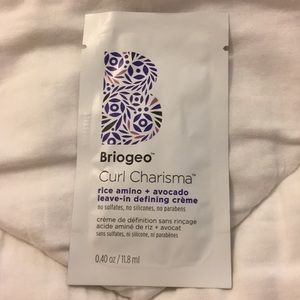 B
Briogeo™
Curl Charisma™
rice amino + avocado
leave-in defining crème
no sulfates, no silicones, no parabens
crème de définition sans rinçage
acide aminé de riz + avocat
sans sulfates, ni silicone, ni parabènes
0.40 oz / 11.8 ml